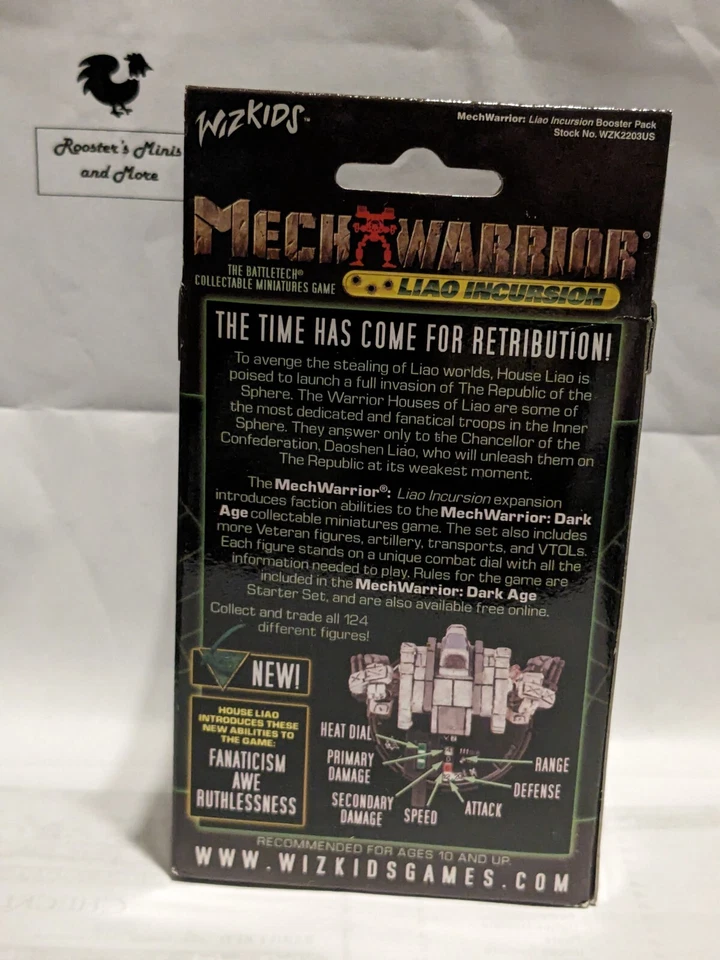 Rooster's Minis
and More
WIZKIDS™
MechWarrior: Liao Incursion Booster Pack
Stock No. WZK2203US
MECHWARRIOR®
THE BATTLETECH®
COLLECTABLE MINIATURES GAME
LIAO INCURSION
THE TIME HAS COME FOR RETRIBUTION!
To avenge the stealing of Liao worlds, House Liao is
poised to launch a full invasion of The Republic of the
Sphere. The Warrior Houses of Liao are some of
the most dedicated and fanatical troops in the Inner
Sphere. They answer only to the Chancellor of the
Confederation, Daoshen Liao, who will unleash them on
The Republic at its weakest moment.
The MechWarrior®: Liao Incursion expansion
introduces faction abilities to the MechWarrior: Dark
Age collectable miniatures game. The set also includes
more Veteran figures, artillery, transports, and VTOLs.
Each figure stands on a unique combat dial with all the
information needed to play. Rules for the game are
included in the MechWarrior: Dark Age
Starter Set, and are also available free online.
Collect and trade all 124
different figures!
NEW!
HOUSE LIAO
INTRODUCES THESE
NEW ABILITIES TO
THE GAME:
FANATICISM
AWE
RUTHLESSNESS
HEAT DIAL
PRIMARY
DAMAGE
SECONDARY
DAMAGE
SPEED
ATTACK
DEFENSE
RANGE
RECOMMENDED FOR AGES 10 AND UP.
WWW.WIZKIDSGAMES.COM